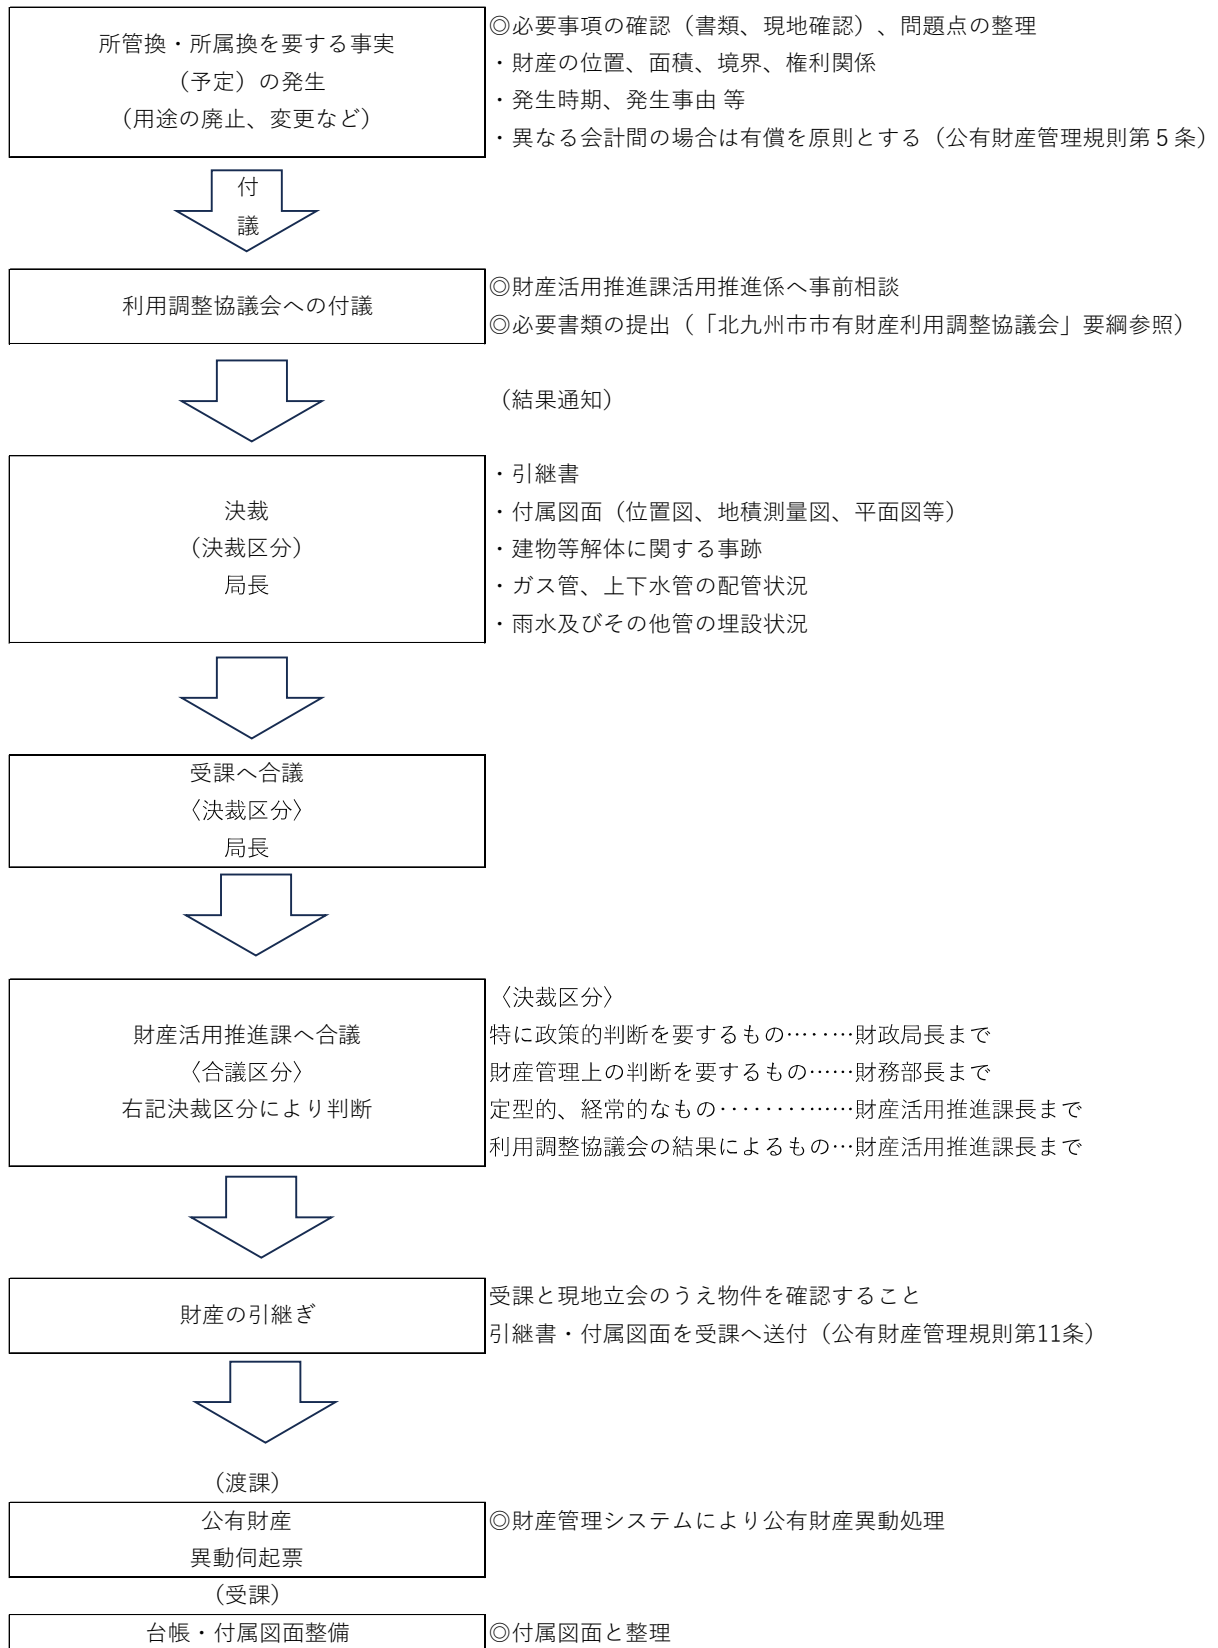 所管換・所属換を要する事実
（予定）の発生
（用途の廃止、変更など）
◎必要事項の確認（書類、現地確認）、問題点の整理
・財産の位置、面積、境界、権利関係
・発生時期、発生事由 等
・異なる会計間の場合は有償を原則とする（公有財産管理規則第５条）
付
議
利用調整協議会への付議
◎財産活用推進課活用推進係へ事前相談
◎必要書類の提出（「北九州市市有財産利用調整協議会」要綱参照）
（結果通知）
決裁
（決裁区分）
局長
・引継書
・付属図面（位置図、地積測量図、平面図等）
・建物等解体に関する事跡
・ガス管、上下水管の配管状況
・雨水及びその他管の埋設状況
受課へ合議
〈決裁区分〉
局長
財産活用推進課へ合議
〈合議区分〉
右記決裁区分により判断
〈決裁区分〉
特に政策的判断を要するもの………財政局長まで
財産管理上の判断を要するもの……財務部長まで
定型的、経常的なもの……………財産活用推進課長まで
利用調整協議会の結果によるもの…財産活用推進課長まで
財産の引継ぎ
受課と現地立会のうえ物件を確認すること
引継書・付属図面を受課へ送付（公有財産管理規則第11条）
（渡課）
公有財産
異動伺起票
◎財産管理システムにより公有財産異動処理
（受課）
台帳・付属図面整備
◎付属図面と整理